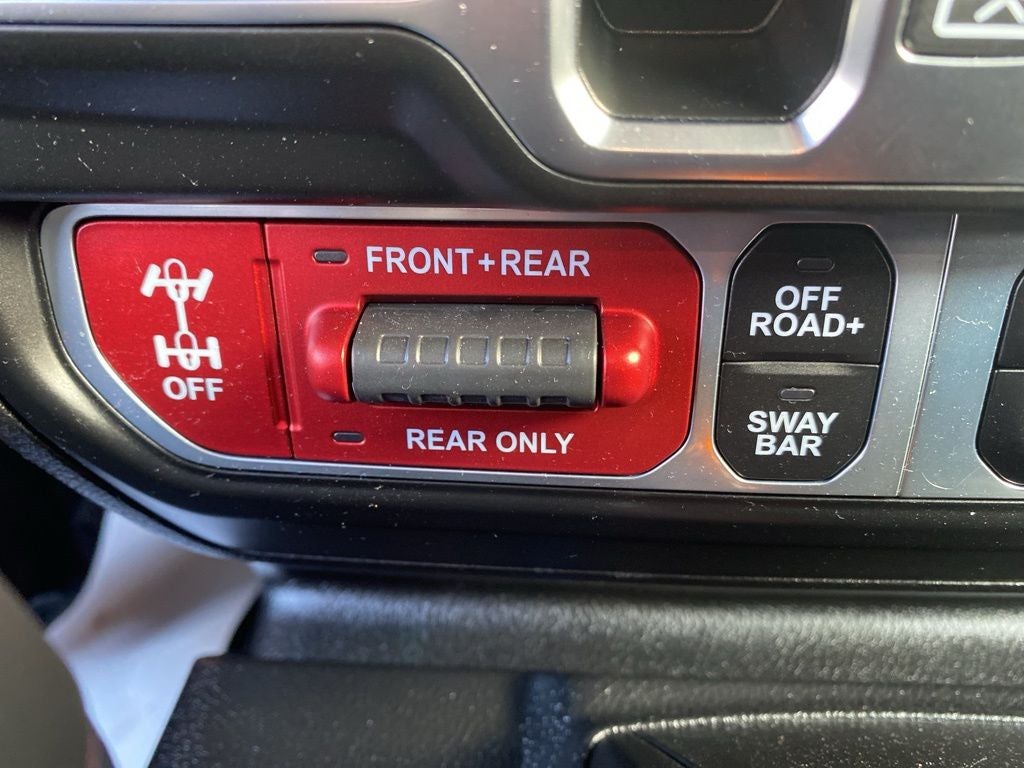 OFF
FRONT+REAR
REAR ONLY
OFF
ROAD+
SWAY
BAR